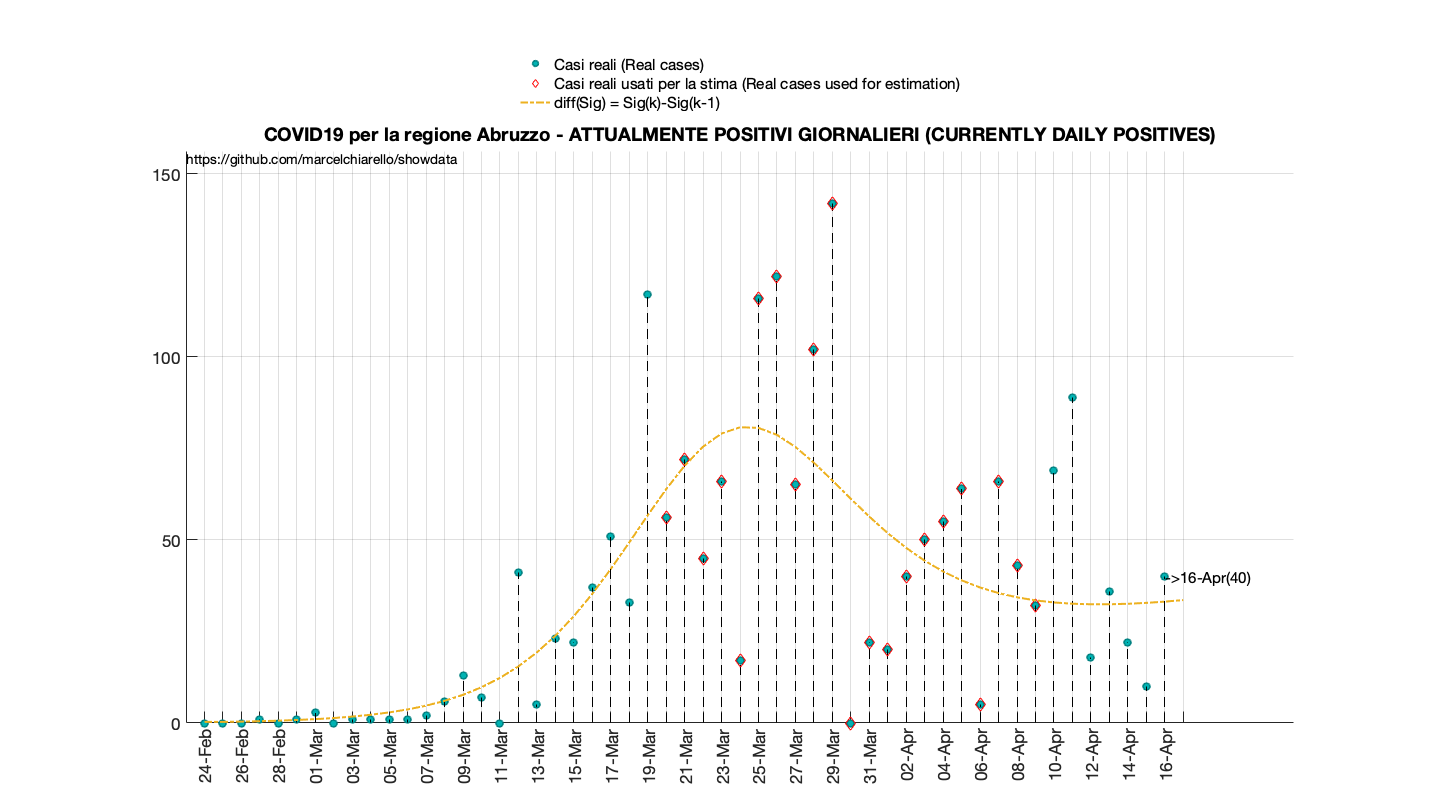 Casi reali (Real cases)
Casi reali usati per la stima (Real cases used for estimation)
diff(Sig) = Sig(k)-Sig(k-1)
COVID19 per la regione Abruzzo - ATTUALMENTE POSITIVI GIORNALIERI (CURRENTLY DAILY POSITIVES)
https://github.com/marcelchiarello/showdata
150
100
50
0
->16-Apr(40)
24-Feb
26-Feb
28-Feb
01-Mar
03-Mar
05-Mar
07-Mar
09-Mar
11-Mar
13-Mar
15-Mar
17-Mar
19-Mar
21-Mar
23-Mar
25-Mar
27-Mar
29-Mar
31-Mar
02-Apr
04-Apr
06-Apr
08-Apr
10-Apr
12-Apr
14-Apr
16-Apr